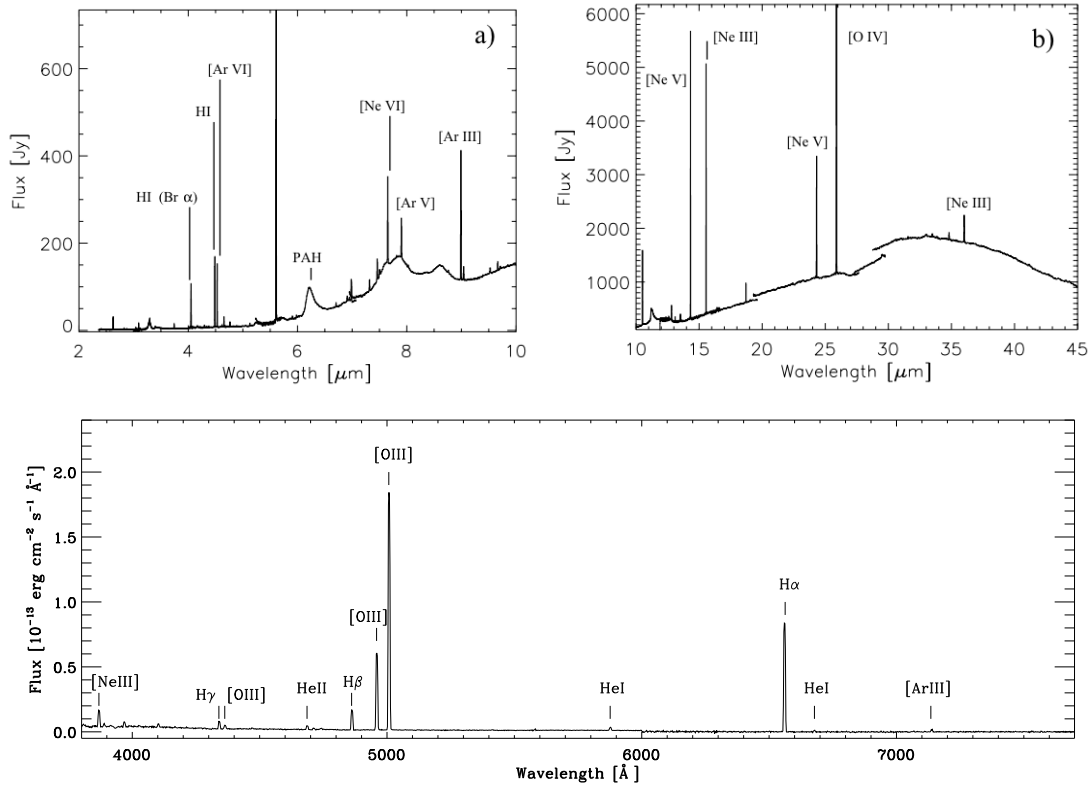 a)
[Ar VI]
HI
HI (Br α)
PAH
[Ne VI]
[Ar V]
[Ar III]
Flux [Jy]
600
400
200
0
2 4 6 8 10
Wavelength [μm]
b)
[Ne V]
[Ne III]
[O IV]
[Ne V]
[Ne III]
Flux [Jy]
6000
5000
4000
3000
2000
1000
10 15 20 25 30 35 40 45
Wavelength [μm]
[OIII]
[OIII]
[NeIII]
Hγ
[OIII]
HeII
Hβ
HeI
Hα
HeI
[ArIII]
Flux [10⁻¹³ erg cm⁻² s⁻¹ Å⁻¹]
2.0
1.5
1.0
0.5
0.0
4000 5000 6000 7000
Wavelength [Å]